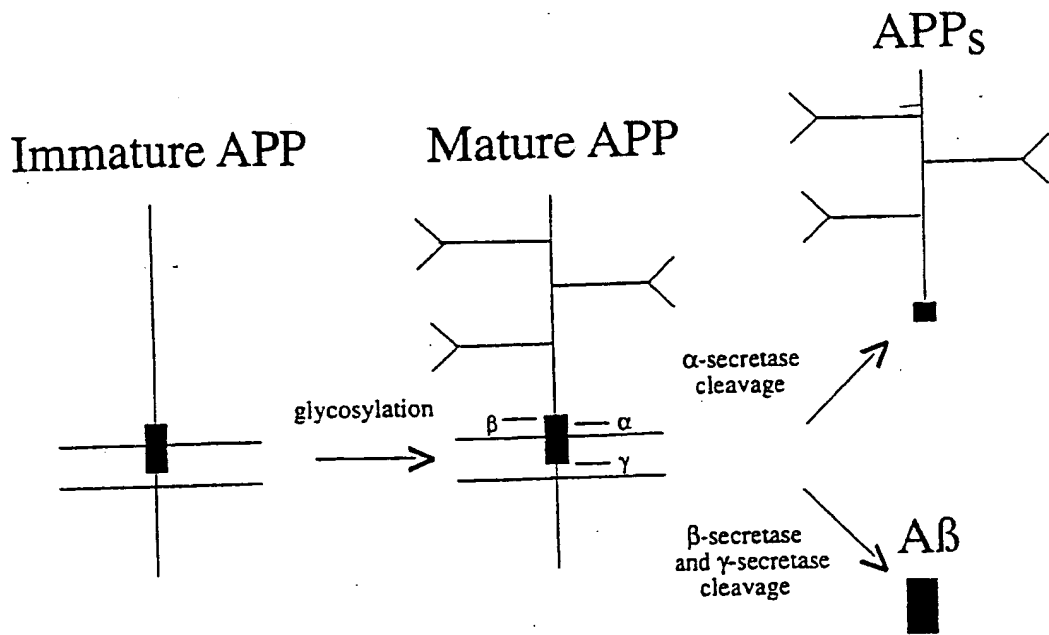 APPs
Immature APP
Mature APP
α-secretase
cleavage
glycosylation
β
α
γ
β-secretase
and γ-secretase
cleavage
Aß